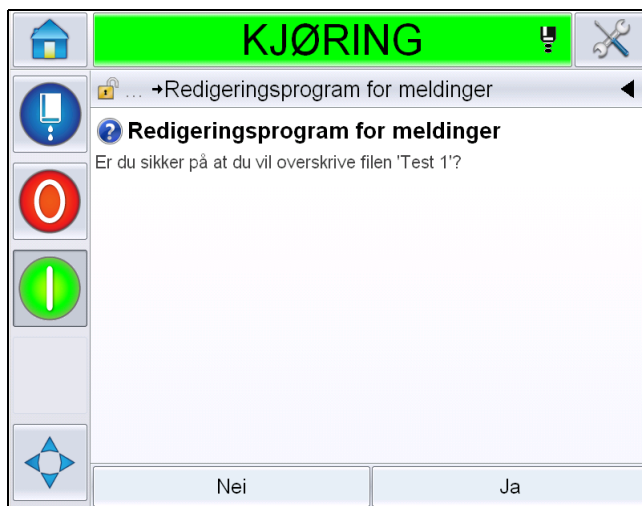 KJØRING
... →Redigeringsprogram for meldinger
Redigeringsprogram for meldinger
Er du sikker på at du vil overskrive filen 'Test 1'?
Nei
Ja